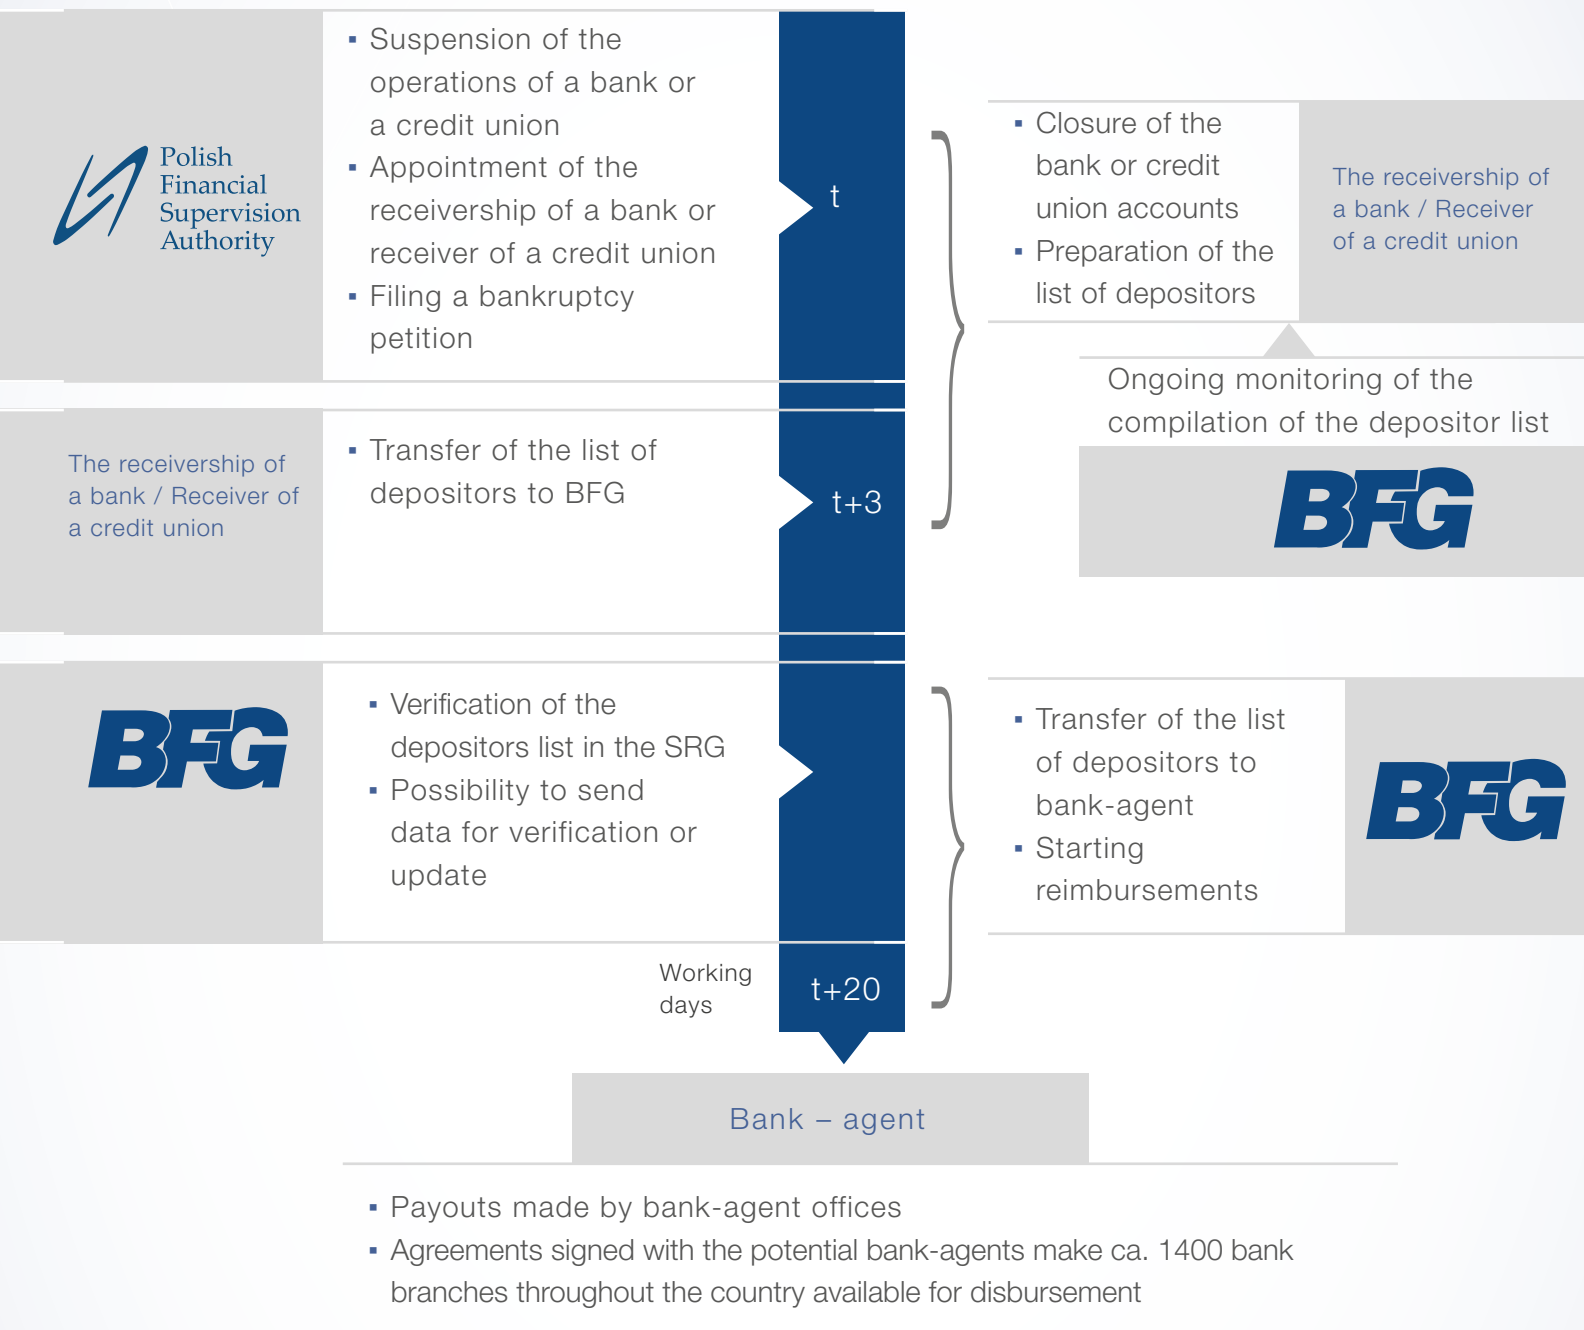 Polish
Financial
Supervision
Authority
▪ Suspension of the
operations of a bank or
a credit union
▪ Appointment of the
receivership of a bank or
receiver of a credit union
▪ Filing a bankruptcy
petition
t
▪ Closure of the
bank or credit
union accounts
▪ Preparation of the
list of depositors
The receivership of
a bank / Receiver
of a credit union
Ongoing monitoring of the
compilation of the depositor list
BFG
The receivership of
a bank / Receiver of
a credit union
▪ Transfer of the list of
depositors to BFG
t+3
BFG
▪ Verification of the
depositors list in the SRG
▪ Possibility to send
data for verification or
update
▪ Transfer of the list
of depositors to
bank-agent
▪ Starting
reimbursements
BFG
Working
days
t+20
Bank – agent
▪ Payouts made by bank-agent offices
▪ Agreements signed with the potential bank-agents make ca. 1400 bank
branches throughout the country available for disbursement